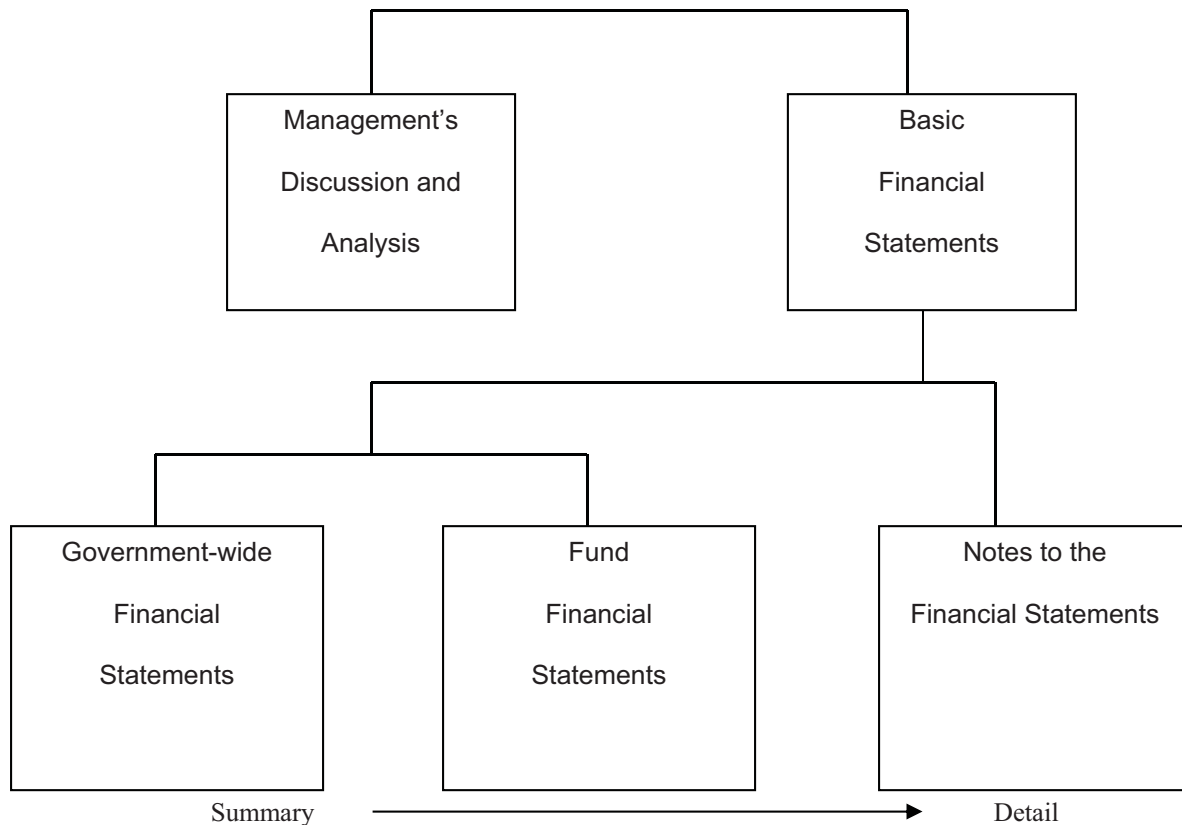 Management’s
Discussion and
Analysis
Basic
Financial
Statements
Government-wide
Financial
Statements
Fund
Financial
Statements
Notes to the
Financial Statements
Summary
Detail